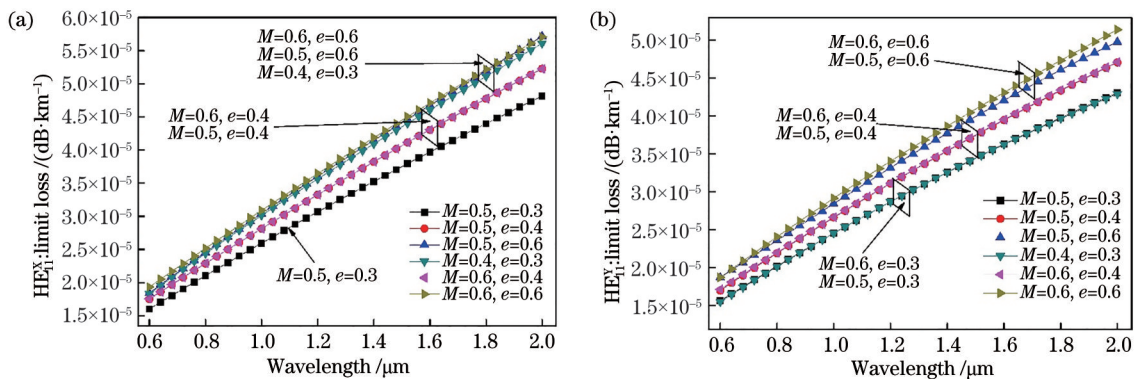 (a)
6.0×10⁻⁵
5.5×10⁻⁵
5.0×10⁻⁵
4.5×10⁻⁵
4.0×10⁻⁵
3.5×10⁻⁵
3.0×10⁻⁵
2.5×10⁻⁵
2.0×10⁻⁵
1.5×10⁻⁵
limit loss /(dB·km⁻¹)
M=0.6, e=0.6
M=0.5, e=0.6
M=0.4, e=0.3
M=0.6, e=0.4
M=0.5, e=0.4
M=0.5, e=0.3
M=0.5, e=0.3
M=0.5, e=0.4
M=0.5, e=0.6
M=0.4, e=0.3
M=0.6, e=0.4
M=0.6, e=0.6
0.6 0.8 1.0 1.2 1.4 1.6 1.8 2.0
Wavelength /μm
(b)
5.0×10⁻⁵
4.5×10⁻⁵
4.0×10⁻⁵
3.5×10⁻⁵
3.0×10⁻⁵
2.5×10⁻⁵
2.0×10⁻⁵
1.5×10⁻⁵
limit loss /(dB·km⁻¹)
M=0.6, e=0.6
M=0.5, e=0.6
M=0.6, e=0.4
M=0.5, e=0.4
M=0.6, e=0.3
M=0.5, e=0.3
M=0.5, e=0.3
M=0.5, e=0.4
M=0.5, e=0.6
M=0.4, e=0.3
M=0.6, e=0.4
M=0.6, e=0.6
0.6 0.8 1.0 1.2 1.4 1.6 1.8 2.0
Wavelength /μm